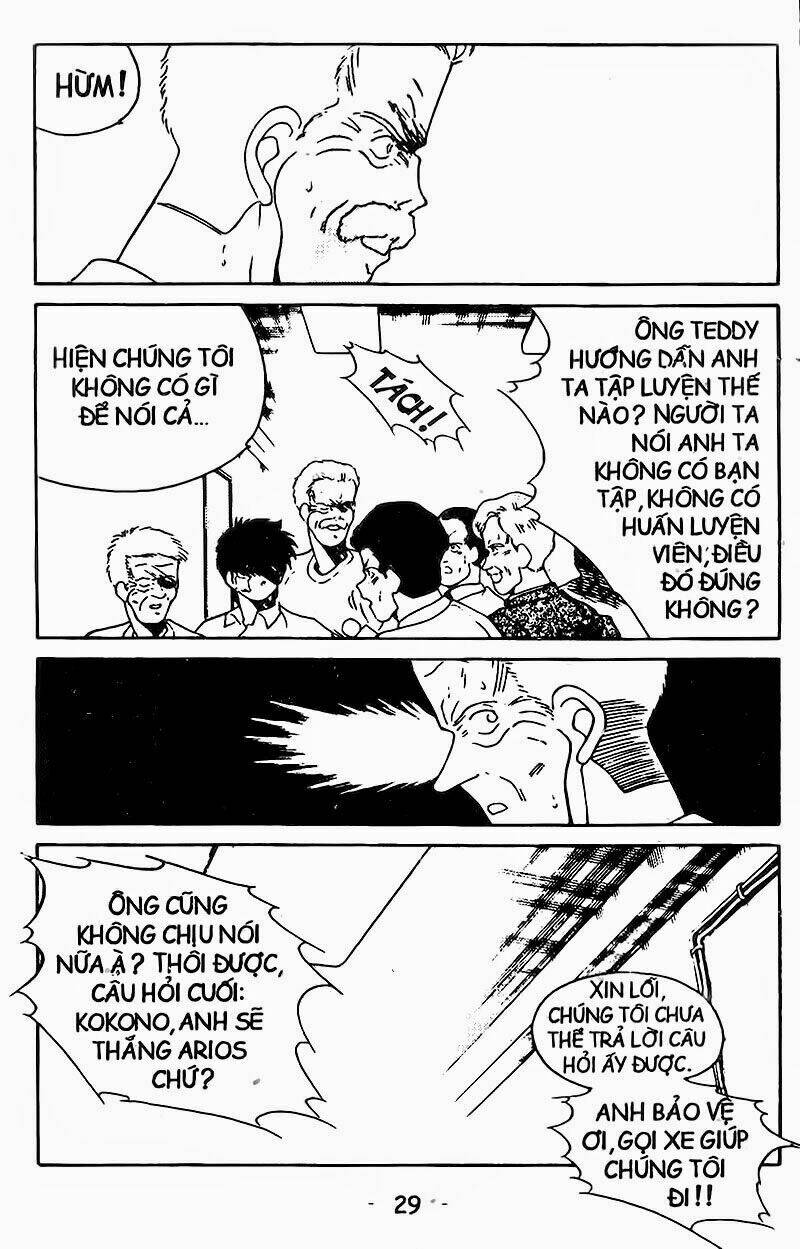 HỪM!
HIỆN CHÚNG TÔI
KHÔNG CÓ GÌ
ĐỂ NÓI CẢ...
TÁCH!
ÔNG TEDDY
HƯỚNG DẪN ANH
TA TẬP LUYỆN THẾ
NÀO? NGƯỜI TA
NÓI ANH TA
KHÔNG CÓ BẠN
TẬP, KHÔNG CÓ
HUẤN LUYỆN
VIÊN, ĐIỀU
ĐÓ ĐÚNG
KHÔNG?
ÔNG CŨNG
KHÔNG CHỊU NÓI
NỮA À? THÔI ĐƯỢC,
CÂU HỎI CUỐI:
KOKONO, ANH SẼ
THẮNG ARIOS
CHỨ?
XIN LỖI,
CHÚNG TÔI CHƯA
THỂ TRẢ LỜI CÂU
HỎI ẤY ĐƯỢC.
ANH BẢO VỆ
ƠI, GỌI XE GIÚP
CHÚNG TÔI
ĐI!!
- 29 -